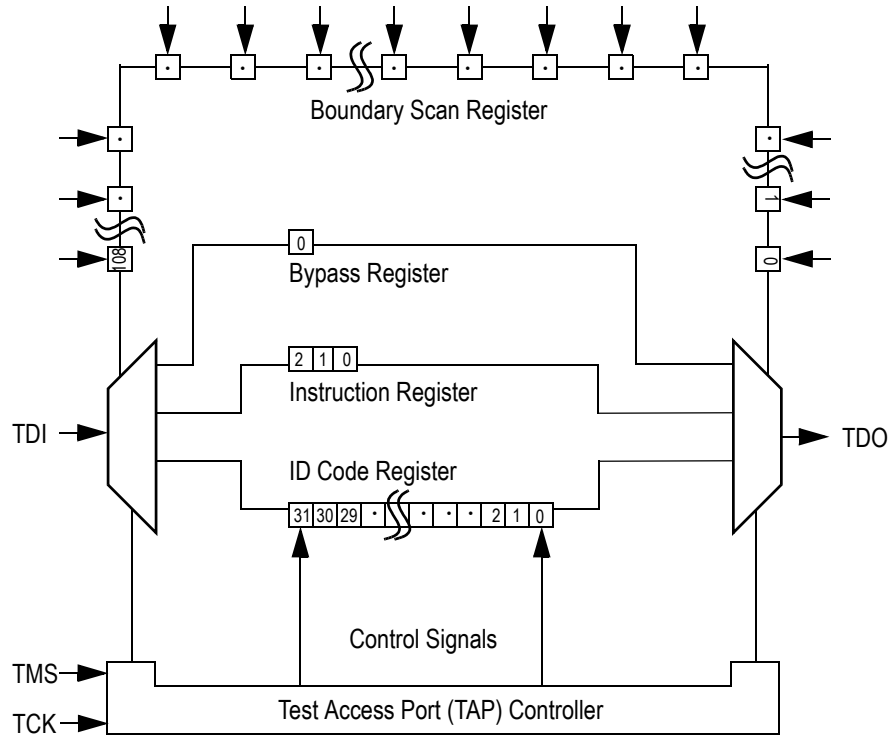 · · · · · · · ·
Boundary Scan Register
· ·
· 1
108 0
0
Bypass Register
2 1 0
Instruction Register
TDI TDO
ID Code Register
31 30 29 · · · · 2 1 0
Control Signals
TMS
Test Access Port (TAP) Controller
TCK